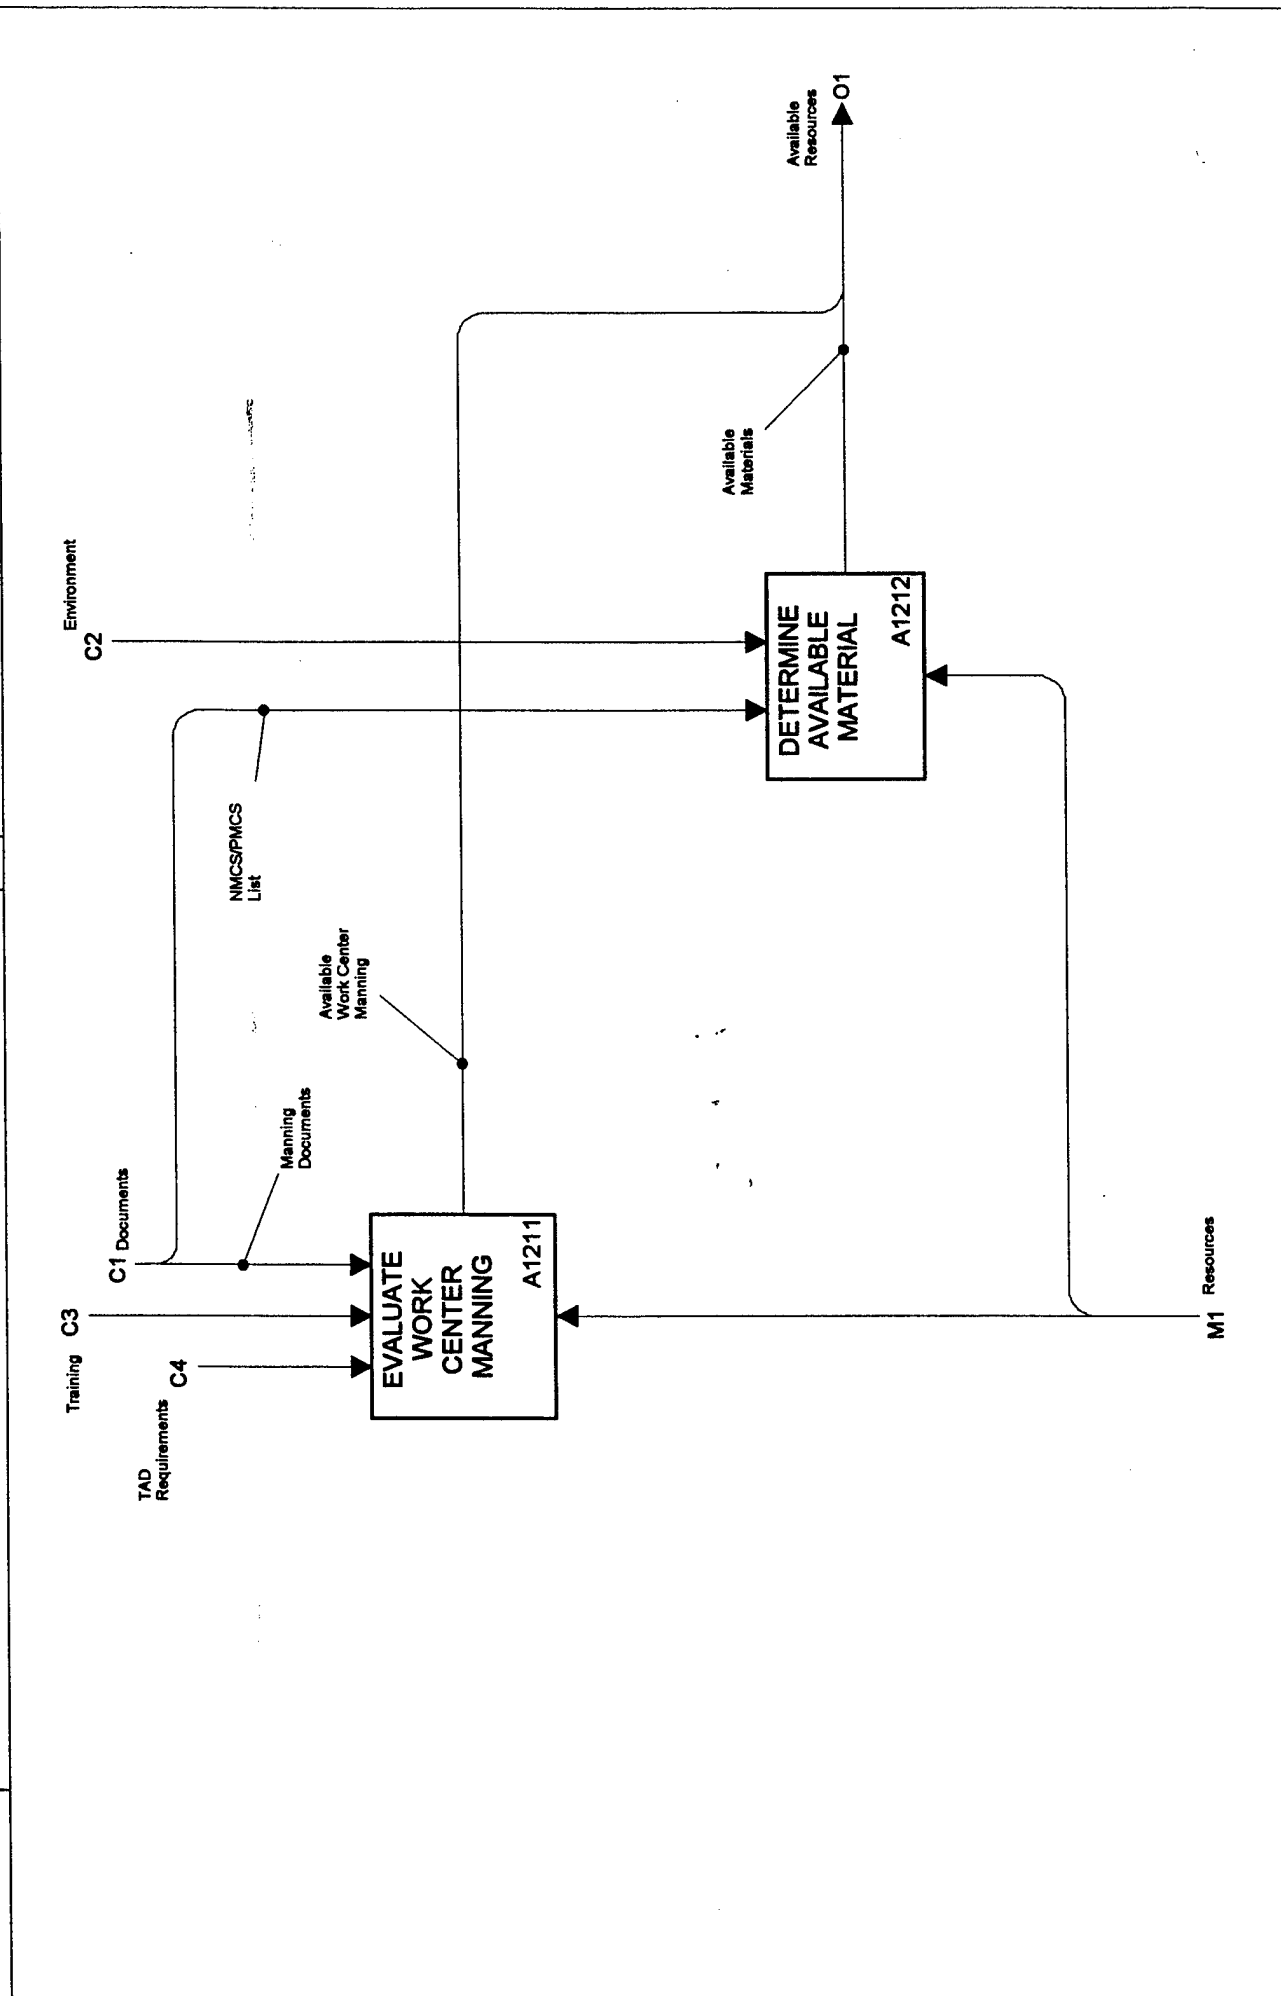 TAD
Requirements
C4
Training
C3
C1 Documents
Manning
Documents
NMCS/PMCS
List
C2
Environment
EVALUATE
WORK
CENTER
MANNING
A1211
Available
Work Center
Manning
DETERMINE
AVAILABLE
MATERIAL
A1212
Available
Materials
Available
Resources
O1
M1
Resources